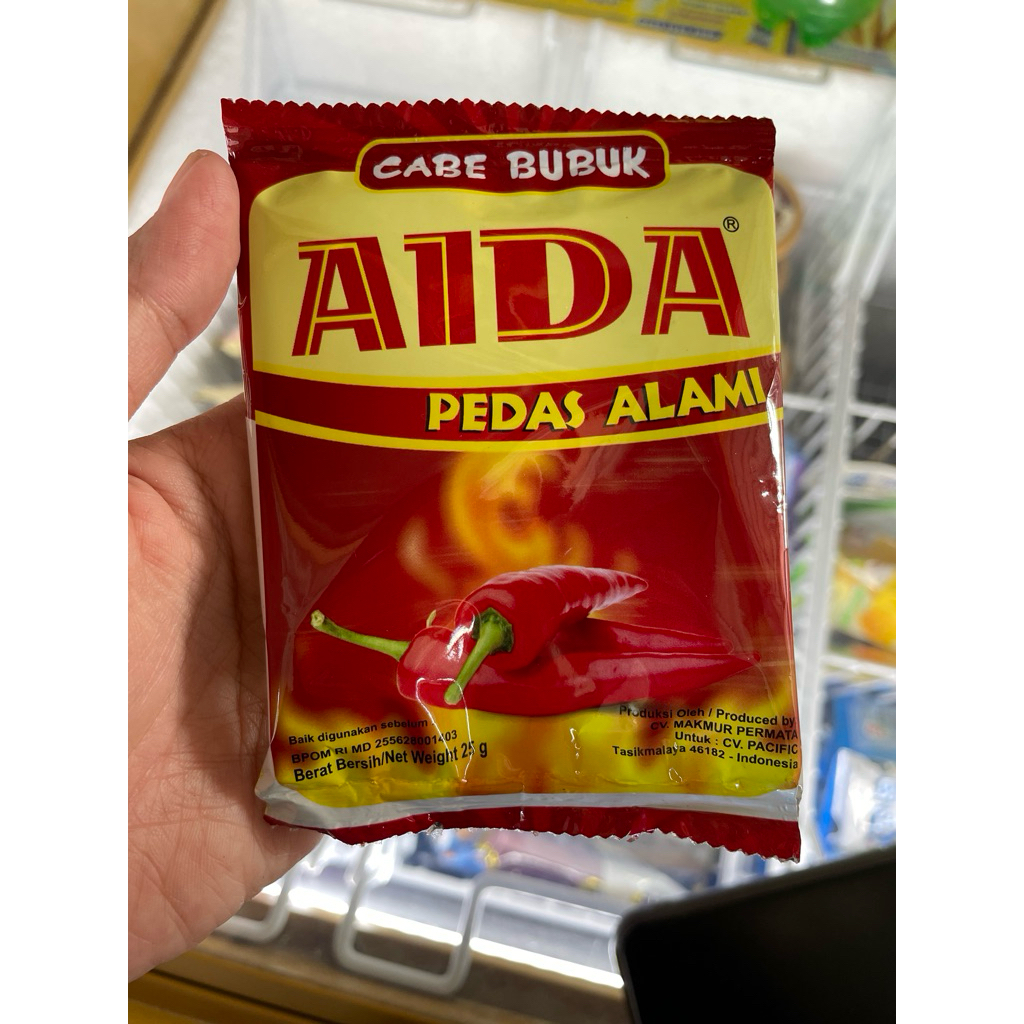 CABE BUBUK
AIDA®
PEDAS ALAMI
Baik digunakan sebelum
BPOM RI MD 255628001403
Berat Bersih/Net Weight 25 g
Produksi Oleh / Produced by
CV. MAKMUR PERMATA
Untuk : CV. PACIFIC
Tasikmalaya 46182 - Indonesia